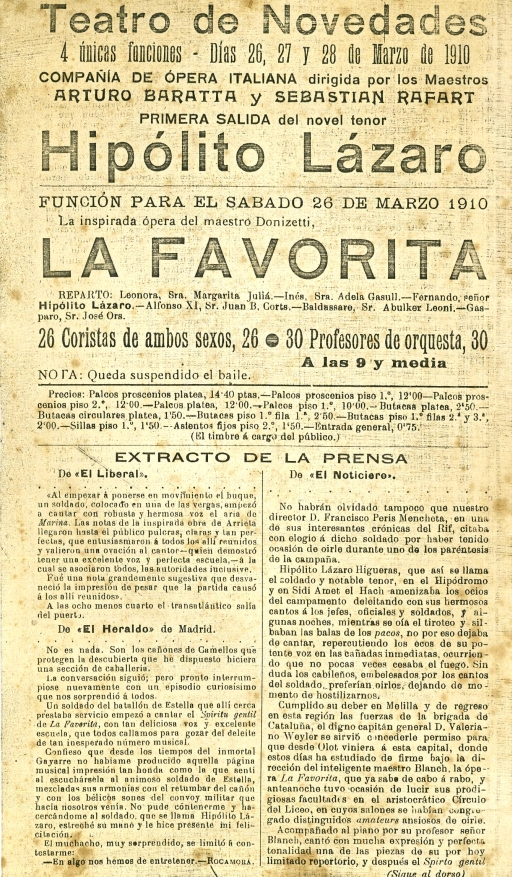 Teatro de Novedades
4 únicas funciones - Días 26, 27 y 28 de Marzo de 1910
COMPAÑÍA DE ÓPERA ITALIANA dirigida por los Maestros
ARTURO BARATTA y SEBASTIAN RAFART
PRIMERA SALIDA del novel tenor
Hipólito Lázaro
FUNCIÓN PARA EL SABADO 26 DE MARZO 1910
La inspirada ópera del maestro Donizetti,
LA FAVORITA
REPARTO: Leonora, Sra. Margarita Juliá.—Inés, Sra. Adela Gasull.—Fernando, señor
Hipólito Lázaro.—Alfonso XI, Sr. Juan B. Corts.—Baldassare, Sr. Abulker Leoni.—Gas-
paro, Sr. José Ors.
26 Coristas de ambos sexos, 26 ● 30 Profesores de orquesta, 30
A las 9 y media
NOTA: Queda suspendido el baile.
Precios: Palcos proscenios platea, 14'40 ptas.—Palcos proscenios piso 1.º, 12'00—Palcos pros-
cenios piso 2.º, 12'00.—Palcos platea, 12'00.—Palcos piso 1.º, 10'00.—Butacas platea, 2'50.—
Butacas circulares platea, 1'50.—Butacas piso 1.º fila 1.ª, 2'50.—Butacas piso 1.º filas 2.ª y 3.ª,
2'00.—Sillas piso 1.º, 1'50.—Asientos fijos piso 2.º, 1'50.—Entrada general, 0'75.
(El timbre á cargo del público.)
EXTRACTO DE LA PRENSA
De «El Liberal».
«Al empezar á ponerse en movimiento el buque,
un soldado, colocado en una de las vergas, empezó
a cantar con robusta y hermosa voz el aria de
Marina. Las notas de la inspirada obra de Arrieta
llegaron hasta el público pulcras, claras y tan per-
fectas, que entusiasmaron á todos los allí reunidos
y valieron una ovación al cantor—quien demostró
tener una excelente voz y perfecta escuela,—á la
cual se asociaron todos, las autoridades inclusive.
Fué una nota grandemente sugestiva que desva-
neció la impresión de pesar que la partida causó
á los allí reunidos».
A las ocho menos cuarto el transatlántico salía
del puerto.
De «El Heraldo» de Madrid.
No es nada. Son los cañones de Camellos que
protegen la descubierta que he dispuesto hiciera
una sección de caballería.
La conversación siguió; pero pronto interrum-
piose nuevamente con un episodio curiosísimo
que nos sorprendió á todos.
Un soldado del batallón de Estella que allí cerca
prestaba servicio empezó a cantar el Spirto gentil
de La Favorita, con tan deliciosa voz y excelente
escuela, que todos callamos para gozar del deleite
de tan inesperado número musical.
Confieso que desde los tiempos del inmortal
Gayarre no habíame producido aquella página
musical impresión tan honda como la que sentí
al escuchársela al animoso soldado de Estella,
mezcladas sus armonías con el retumbar del cañón
y con los bélicos sones del convoy militar que
hacia nosotros venía. No pude contenerme y la-
cercándome al soldado, que se llama Hipólito Lá-
zaro, estreché su mano y le hice presente mi feli-
citación.
El muchacho, muy sorprendido, se limitó á con-
testarme:
—En algo nos hemos de entretener.—ROCAMORA.
De «El Noticiero».
No habrán olvidado tampoco que nuestro
director D. Francisco Peris Mencheta, en una
de sus interesantes crónicas del Rif, citaba
con elogio á dicho soldado por haber tenido
ocasión de oirle durante uno de los paréntesis
de la campaña.
Hipólito Lázaro Higueras, que así se llama
el soldado y notable tenor, en el Hipódromo
y en Sidi Amet el Hach amenizaba los ocios
del campamento deleitando con sus hermosos
cantos á los jefes, oficiales y soldados, y al-
gunas noches, mientras se oía el tiroteo y sil-
baban las balas de los pacos, no por eso dejaba
de cantar, repercutiendo los ecos de su po-
tente voz en las cañadas inmediatas, ocurrien-
do que no pocas veces cesaba el fuego. Sin
duda los cabileños, embelesados por los cantos
del soldado, preferían oirlos, dejando de mo-
mento de hostilizarnos.
Cumplido su deber en Melilla y de regreso
en esta región las fuerzas de la brigada de
Cataluña, el digno capitán general D. Valeria-
no Weyler se sirvió concederle permiso para
que desde Olot viniera á esta capital, donde
estos días ha estudiado de firme bajo la di-
rección del inteligente maestro Blanch, la ópe-
ra La Favorita, que ya sabe de cabo á rabo, y
anteanoche tuvo ocasión de lucir sus prodi-
giosas facultades en el aristocrático Círculo
del Liceo, en cuyos salones se habían congre-
gado distinguidos amateurs ansiosos de oirle.
Acompañado al piano por su profesor señor
Blanch, cantó con mucha expresión y perfecta
tonalidad una de las piezas de su por hoy
limitado repertorio, y después el Spirto gentil
(Sigue al dorso)